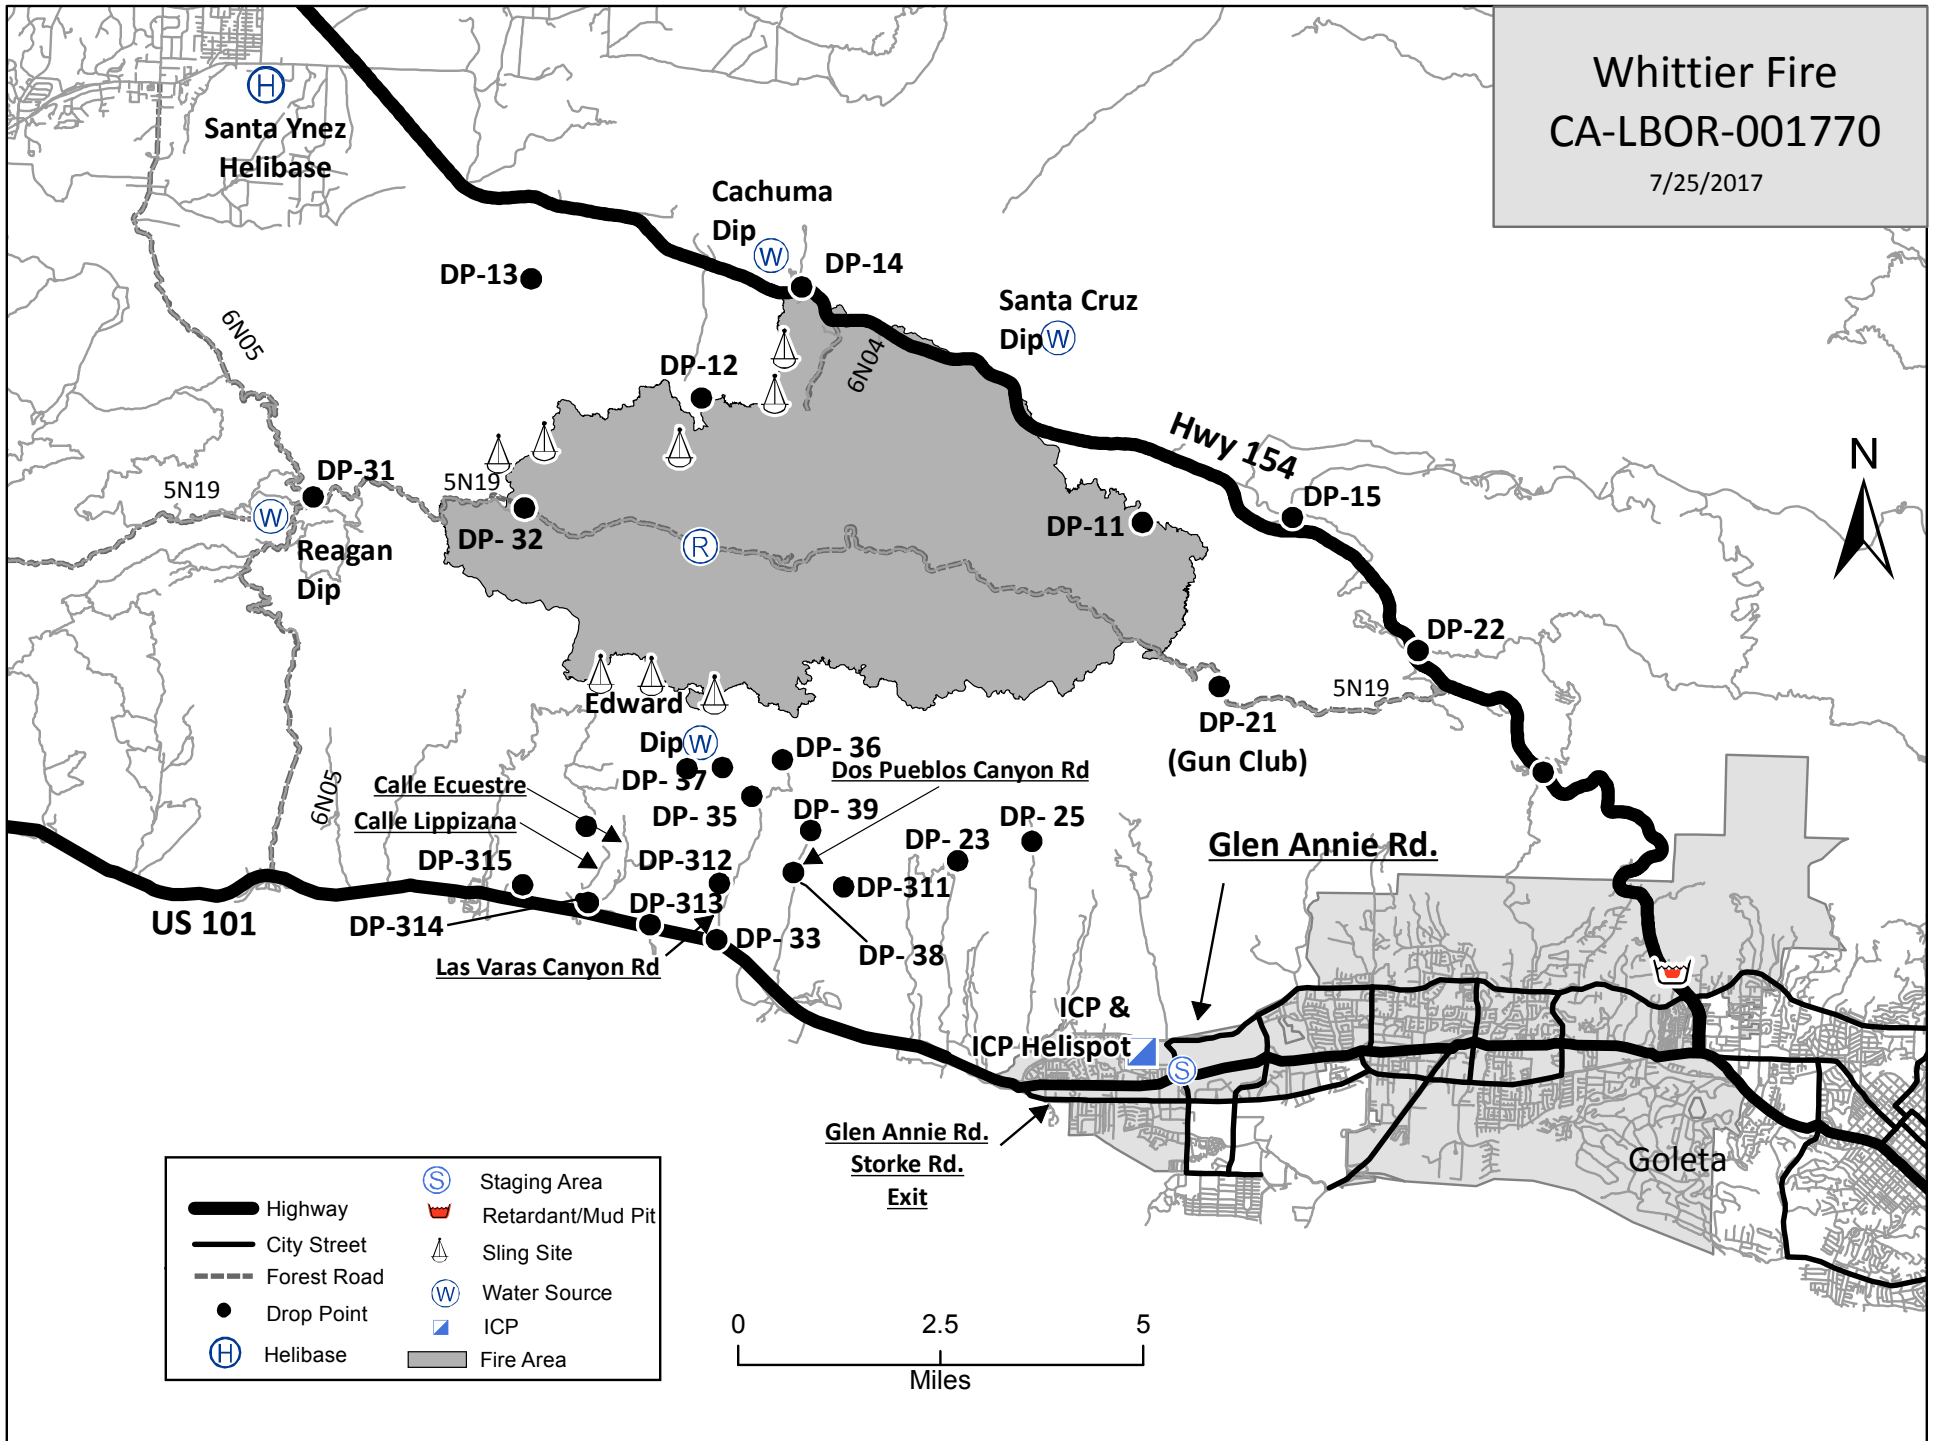 Whittier Fire
CA-LBOR-001770
7/25/2017
H
Santa Ynez
Helibase
Cachuma
Dip
W
DP-14
DP-13
Santa Cruz
Dip
W
6N05
6N04
DP-12
Hwy 154
N
DP-31
5N19
5N19
W
Reagan
Dip
DP- 32
R
DP-11
DP-15
DP-22
5N19
DP-21
(Gun Club)
Edward
Dip
W
DP- 36
DP- 37
Dos Pueblos Canyon Rd
Calle Ecuestre
Calle Lippizana
6N05
DP- 35
DP- 39
DP- 25
DP- 23
Glen Annie Rd.
DP-315
DP-312
DP-311
DP-313
US 101
DP-314
DP- 33
DP- 38
Las Varas Canyon Rd
ICP &
ICP Helispot
S
Glen Annie Rd.
Storke Rd.
Exit
Goleta
Highway
City Street
Forest Road
Drop Point
H
Helibase
S
Staging Area
Retardant/Mud Pit
Sling Site
W
Water Source
ICP
Fire Area
0
2.5
5
Miles